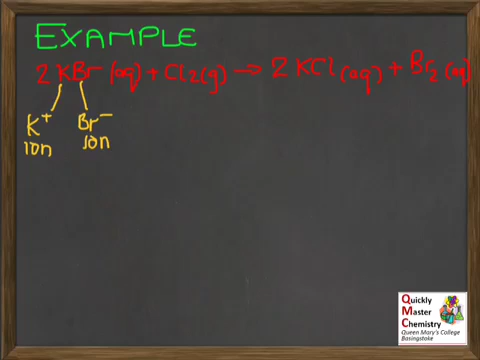 EXAMPLE
2 KBr (aq) + Cl2(g) → 2 KCl (aq) + Br2 (aq)
K+ Br−
ion ion
Quickly
Master
Chemistry
Queen Mary's College
Basingstoke